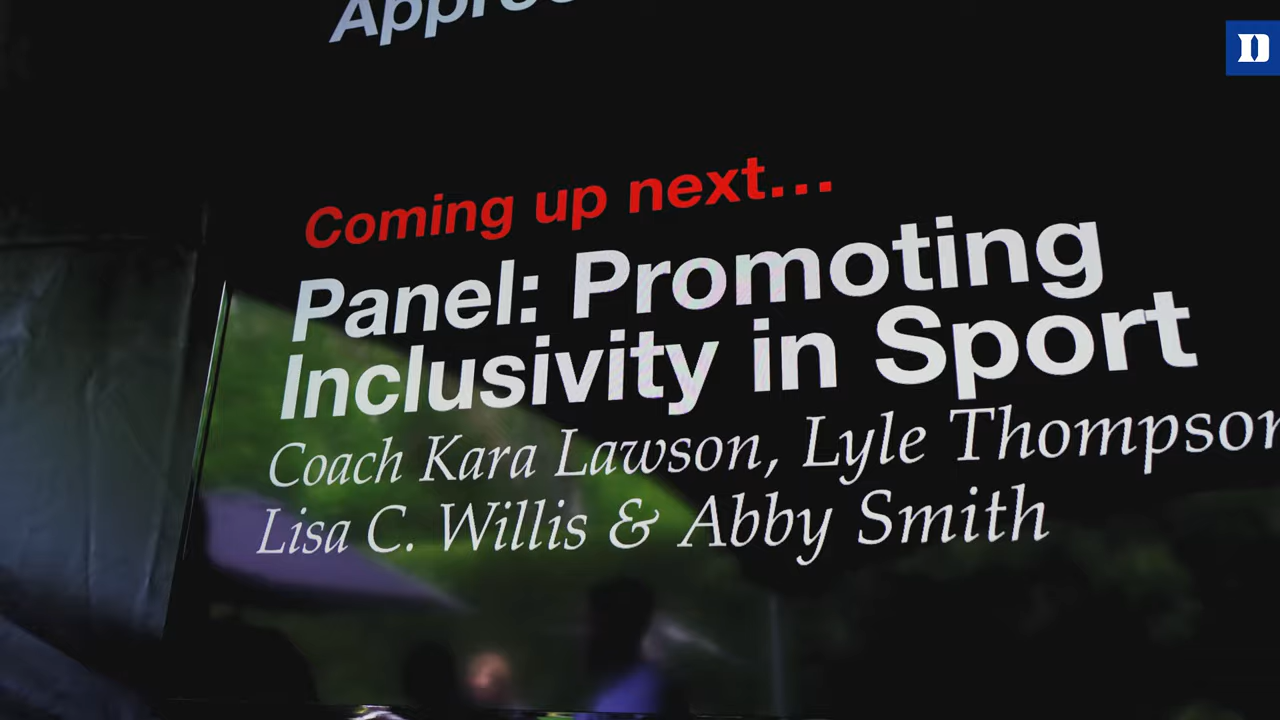 Coming up next...
Panel: Promoting
Inclusivity in Sport
Coach Kara Lawson, Lyle Thompson
Lisa C. Willis & Abby Smith
D